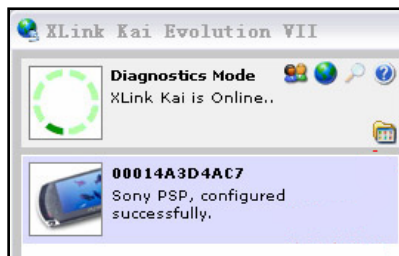 XLink Kai Evolution VII
Diagnostics Mode
XLink Kai is Online..
00014A3D4AC7
Sony PSP, configured
successfully.